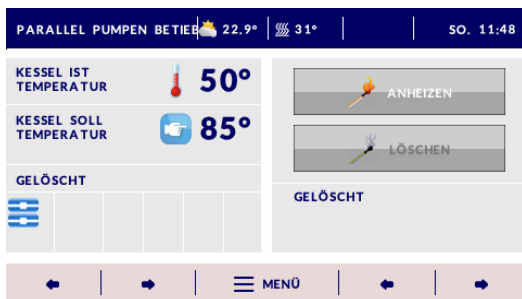 PARALLEL PUMPEN BETIEB 22.9° 31° SO. 11:48
KESSEL IST
TEMPERATUR 50°
KESSEL SOLL
TEMPERATUR 85°
GELÖSCHT
ANHEIZEN
LÖSCHEN
GELÖSCHT
MENÜ